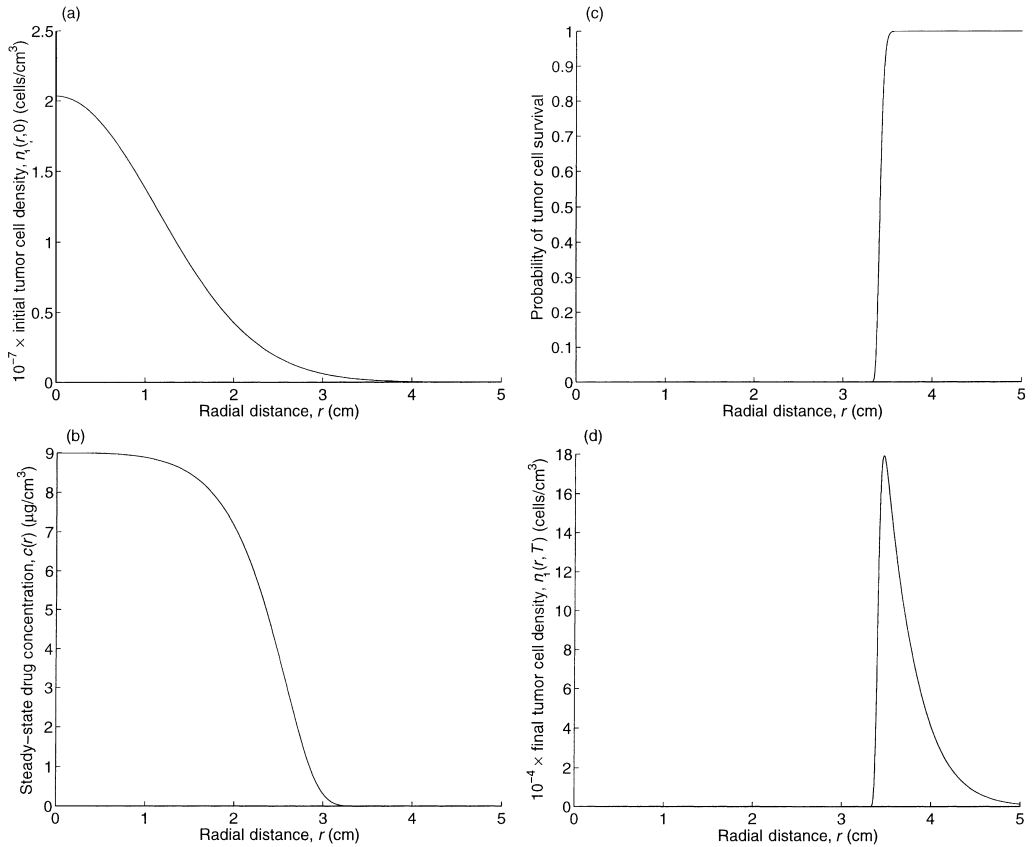 (a)
10⁻⁷ × initial tumor cell density, n₁(r,0) (cells/cm³)
2.5
2
1.5
1
0.5
0
0 1 2 3 4 5
Radial distance, r (cm)
(c)
Probability of tumor cell survival
1
0.9
0.8
0.7
0.6
0.5
0.4
0.3
0.2
0.1
0
0 1 2 3 4 5
Radial distance, r (cm)
(b)
Steady-state drug concentration, c(r) (μg/cm³)
9
8
7
6
5
4
3
2
1
0
0 1 2 3 4 5
Radial distance, r (cm)
(d)
10⁻⁴ × final tumor cell density, n₁(r, T) (cells/cm³)
18
16
14
12
10
8
6
4
2
0
0 1 2 3 4 5
Radial distance, r (cm)